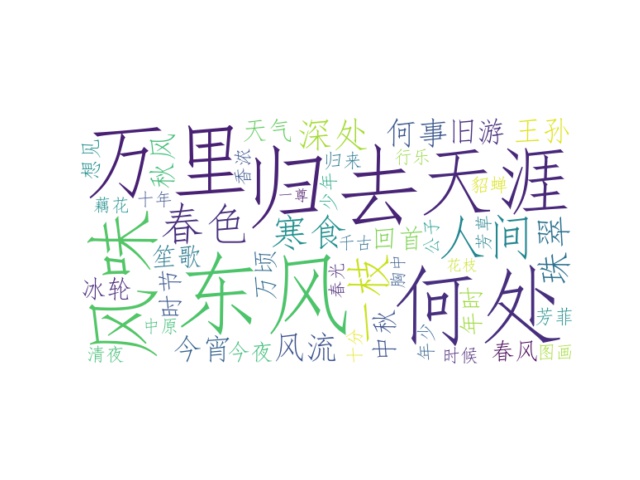 万里
归去
天涯
东风
何处
风味
人间
春色
一枝
寒食
珠翠
深处
何事
旧游
王孙
天气
秋风
想见
香浓
归来
行乐
貂蝉
少年
一尊
十年
藕花
笙歌
时节
冰轮
中原
清夜
今宵
今夜
风流
万顷
千古
回首
公子
芳草
春光
胸中
花枝
年时
芳菲
中秋
十分
年少
时候
春风
图画